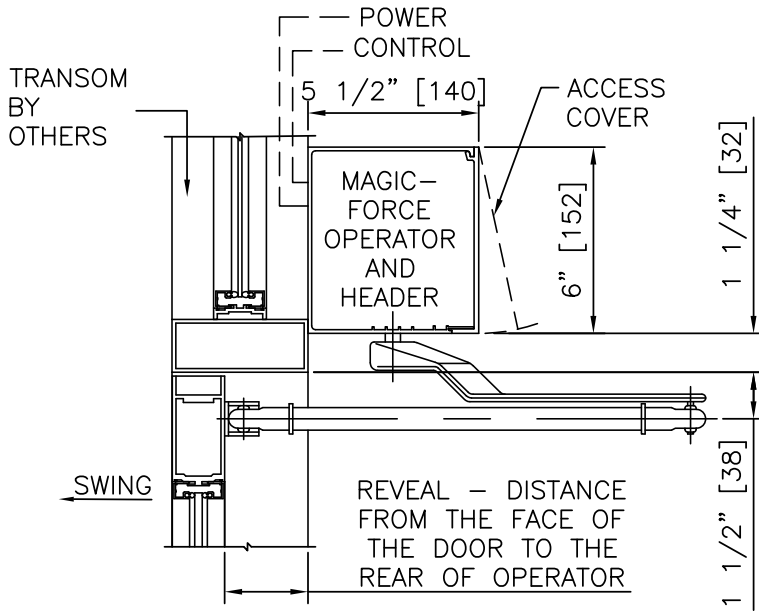 POWER
CONTROL
TRANSOM
BY
OTHERS
5 1/2” [140]
ACCESS
COVER
MAGIC–
FORCE
OPERATOR
AND
HEADER
6” [152]
1 1/4” [32]
SWING
REVEAL – DISTANCE
FROM THE FACE OF
THE DOOR TO THE
REAR OF OPERATOR
1 1/2” [38]